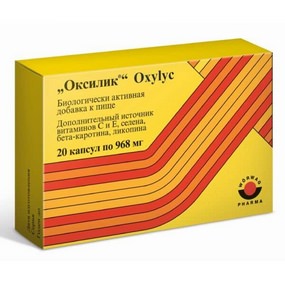 „Оксилик®“ Oxylyc
Биологически активная
добавка к пище
Дополнительный источник
витаминов С и Е, селена,
бета-каротина, ликопина
20 капсул по 968 мг
WÖRWAG
PHARMA